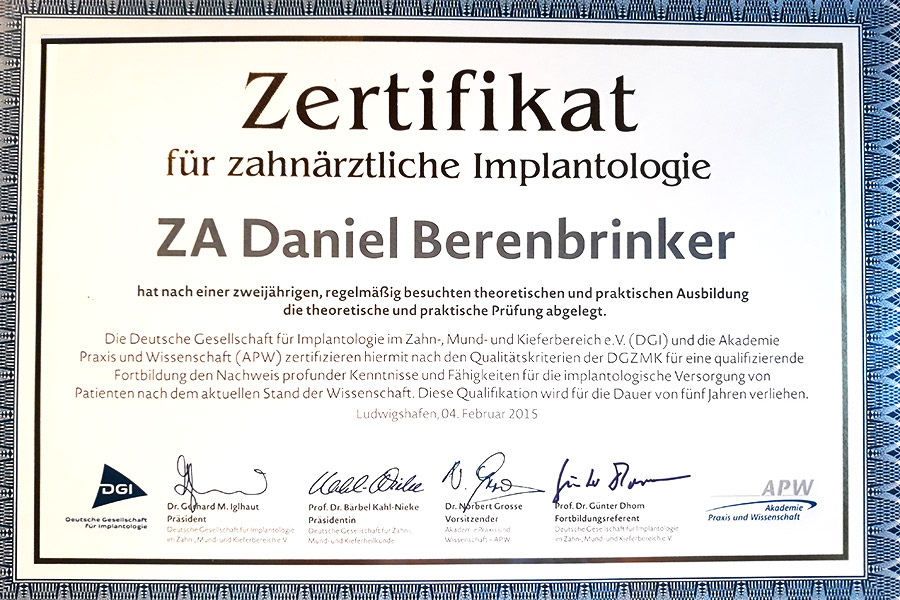 Zertifikat
für zahnärztliche Implantologie
ZA Daniel Berenbrinker
hat nach einer zweijährigen, regelmäßig besuchten theoretischen und praktischen Ausbildung
die theoretische und praktische Prüfung abgelegt.
Die Deutsche Gesellschaft für Implantologie im Zahn-, Mund- und Kieferbereich e.V. (DGI) und die Akademie
Praxis und Wissenschaft (APW) zertifizieren hiermit nach den Qualitätskriterien der DGZMK für eine qualifizierende
Fortbildung den Nachweis profunder Kenntnisse und Fähigkeiten für die implantologische Versorgung von
Patienten nach dem aktuellen Stand der Wissenschaft. Diese Qualifikation wird für die Dauer von fünf Jahren verliehen.
Ludwigshafen, 04. Februar 2015
DGI
Deutsche Gesellschaft
für Implantologie
Dr. Gerhard M. Iglhaut
Präsident
Deutsche Gesellschaft für Implantologie
im Zahn-, Mund- und Kieferbereich e.V.
Prof. Dr. Bärbel Kahl-Nieke
Präsidentin
Deutsche Gesellschaft für Zahn-,
Mund- und Kieferheilkunde
Dr. Norbert Grosse
Vorsitzender
Akademie Praxis und
Wissenschaft - APW
Prof. Dr. Günter Dhom
Fortbildungsreferent
Deutsche Gesellschaft für Implantologie
im Zahn-, Mund- und Kieferbereich e.V.
APW
Akademie
Praxis und Wissenschaft